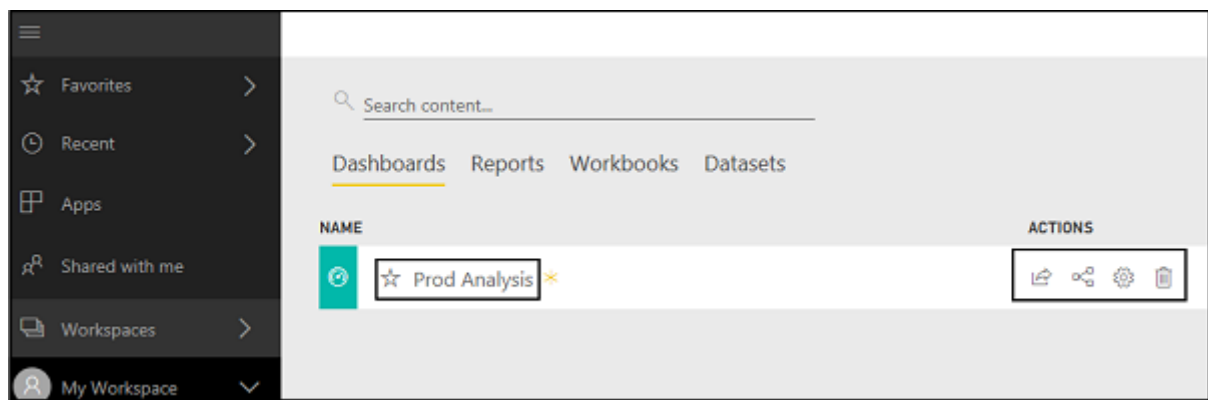 Favorites
Recent
Apps
Shared with me
Workspaces
My Workspace
Search content...
Dashboards Reports Workbooks Datasets
NAME ACTIONS
Prod Analysis